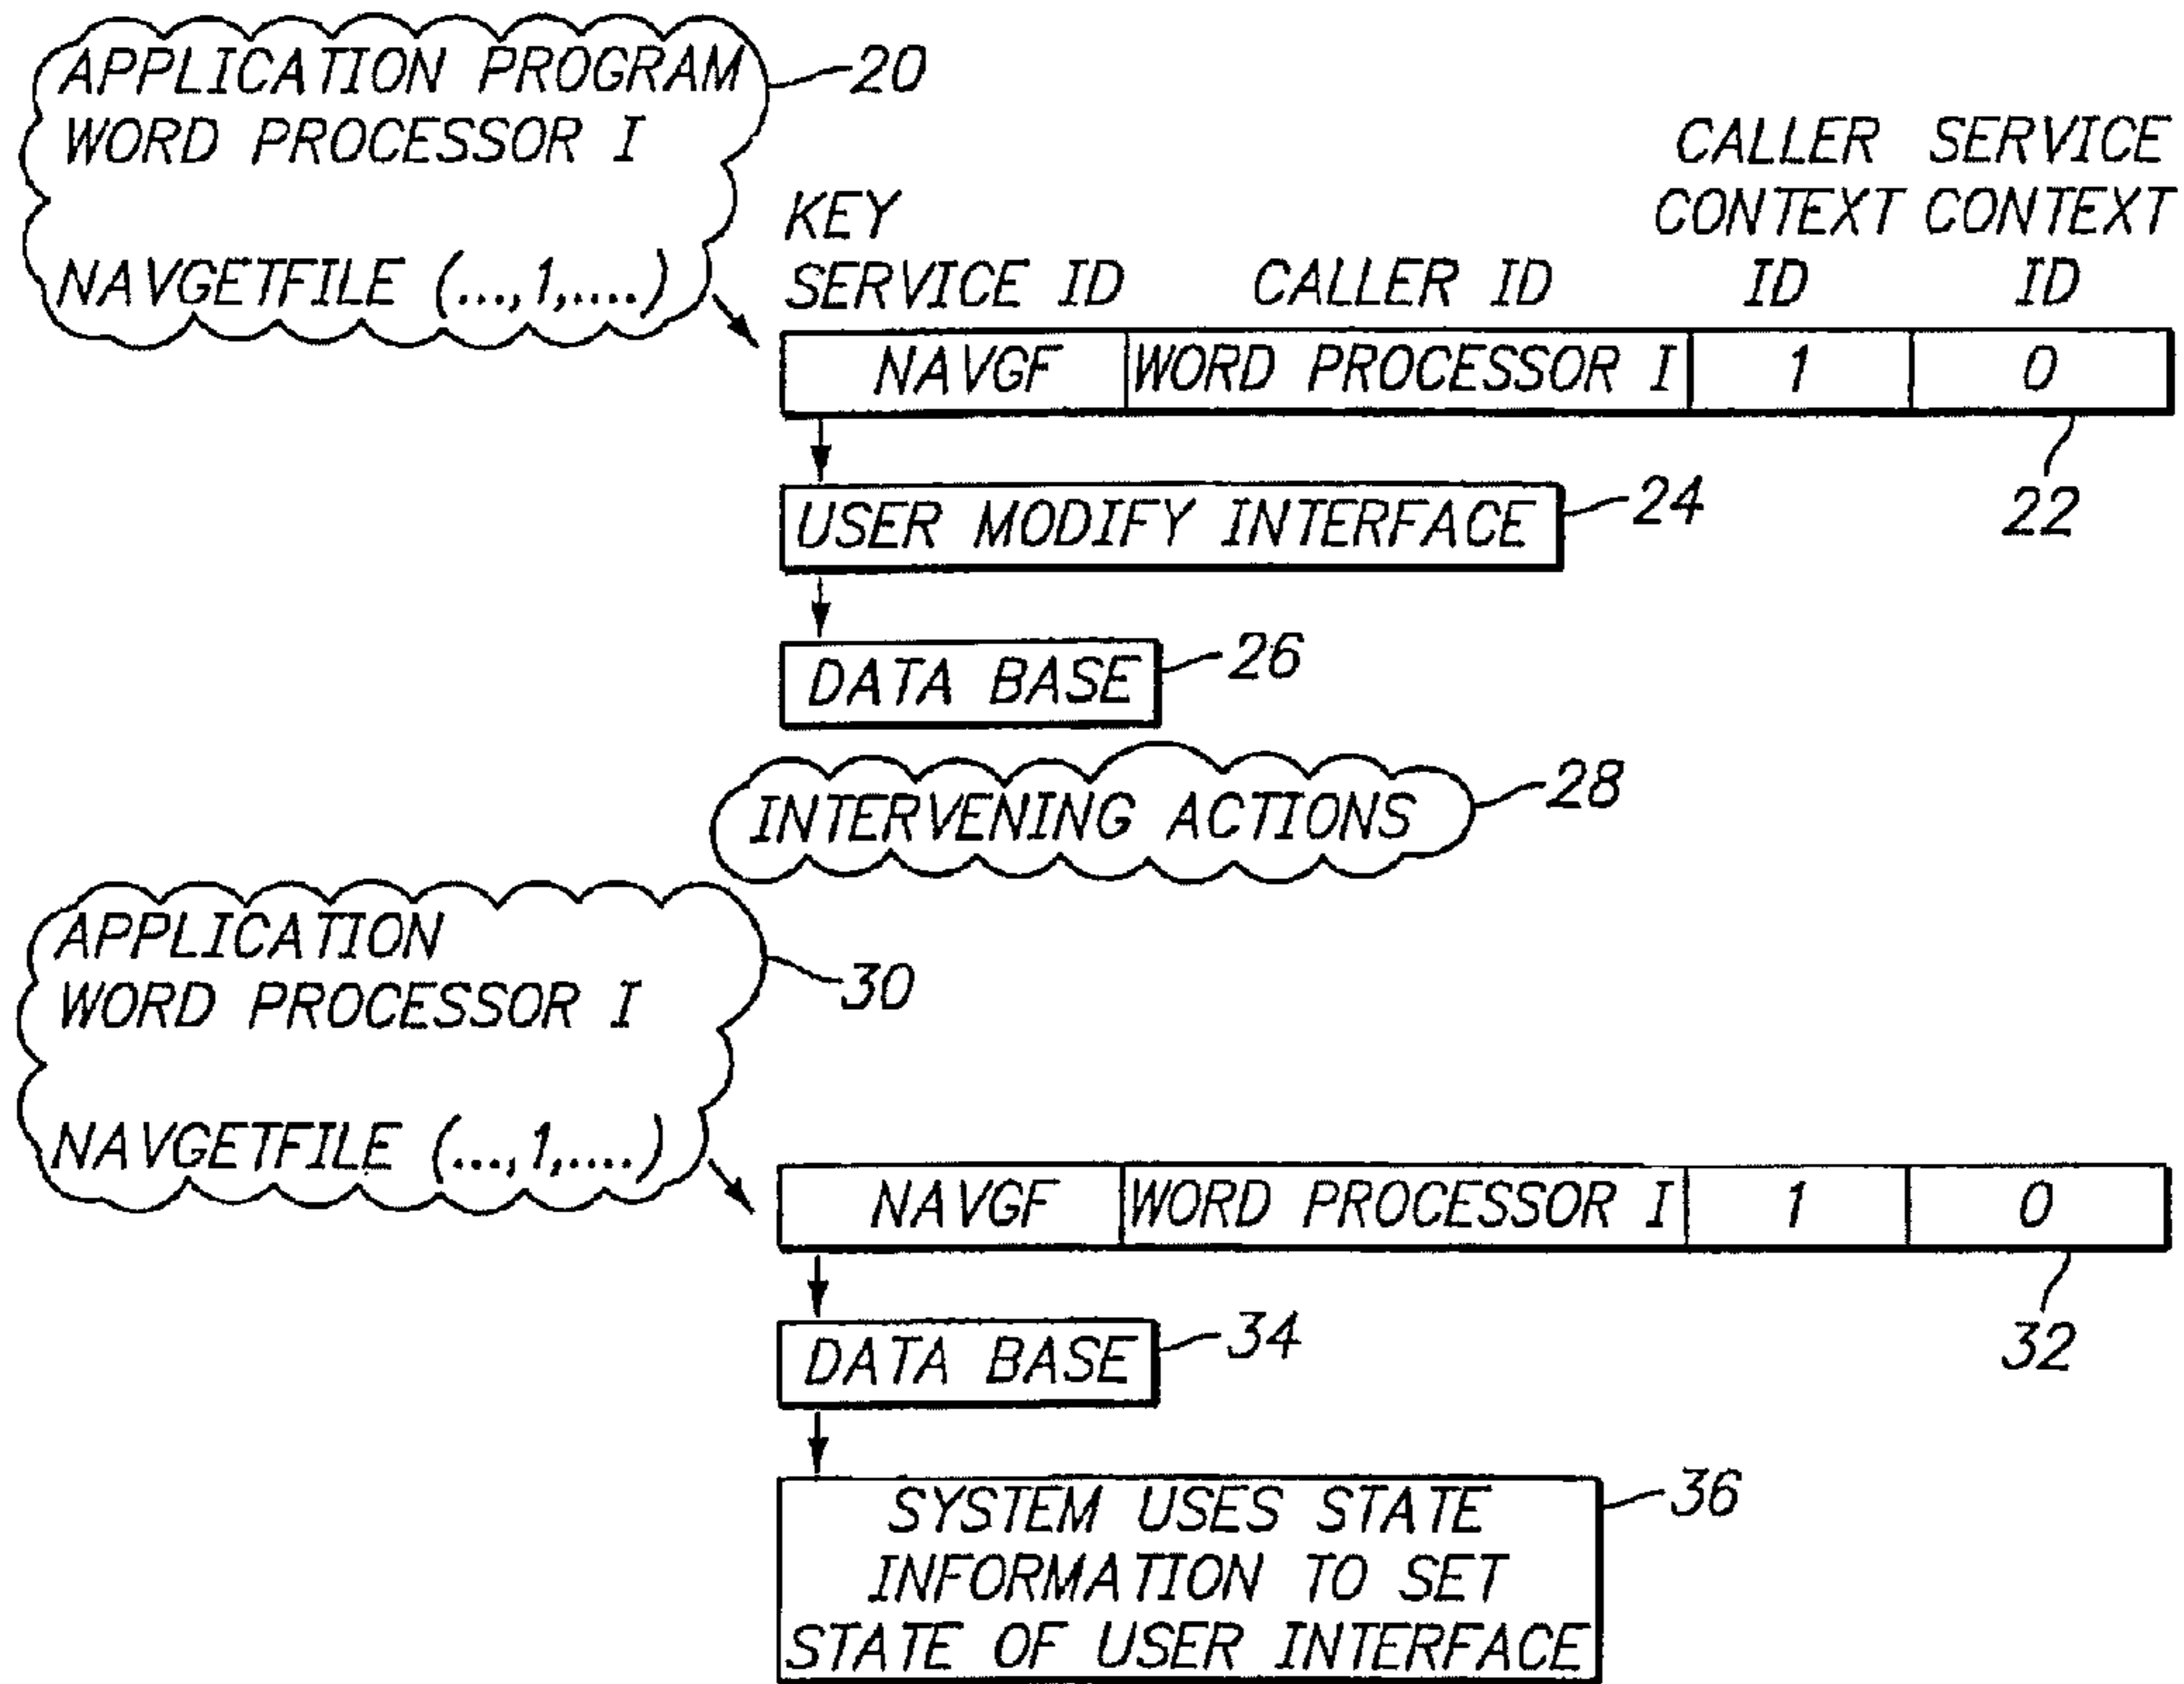 APPLICATION PROGRAM
WORD PROCESSOR I
NAVGETFILE (...,1,....)
20
KEY
SERVICE ID
CALLER ID
CALLER
CONTEXT
ID
SERVICE
CONTEXT
ID
NAVGF
WORD PROCESSOR I
1
0
22
USER MODIFY INTERFACE
24
DATA BASE
26
INTERVENING ACTIONS
28
APPLICATION
WORD PROCESSOR I
NAVGETFILE (...,1,....)
30
NAVGF
WORD PROCESSOR I
1
0
32
DATA BASE
34
SYSTEM USES STATE
INFORMATION TO SET
STATE OF USER INTERFACE
36